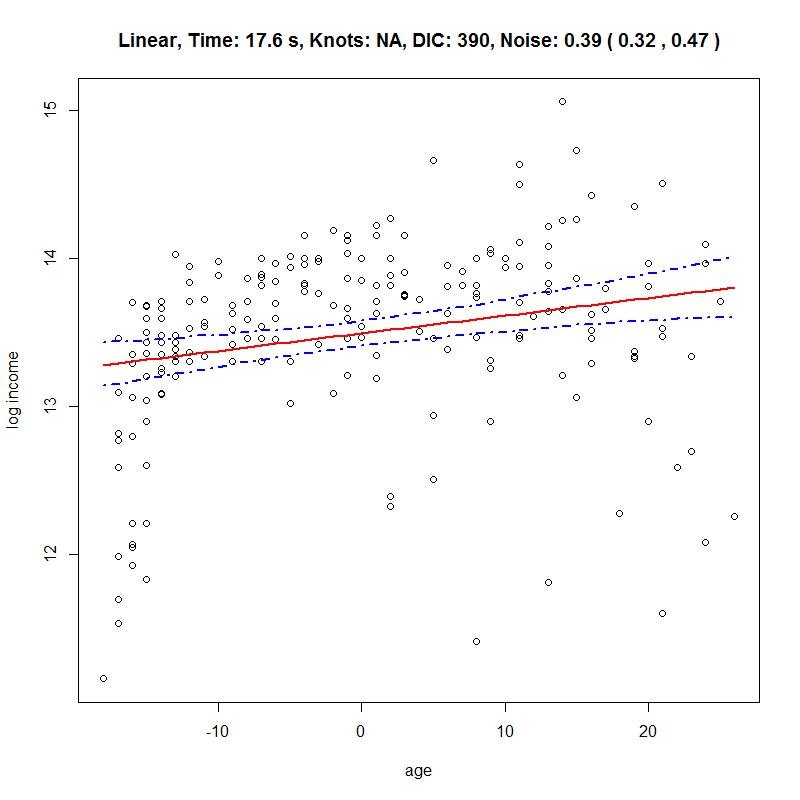 Linear, Time: 17.6 s, Knots: NA, DIC: 390, Noise: 0.39 ( 0.32 , 0.47 )
15
14
13
12
log income
-10 0 10 20
age